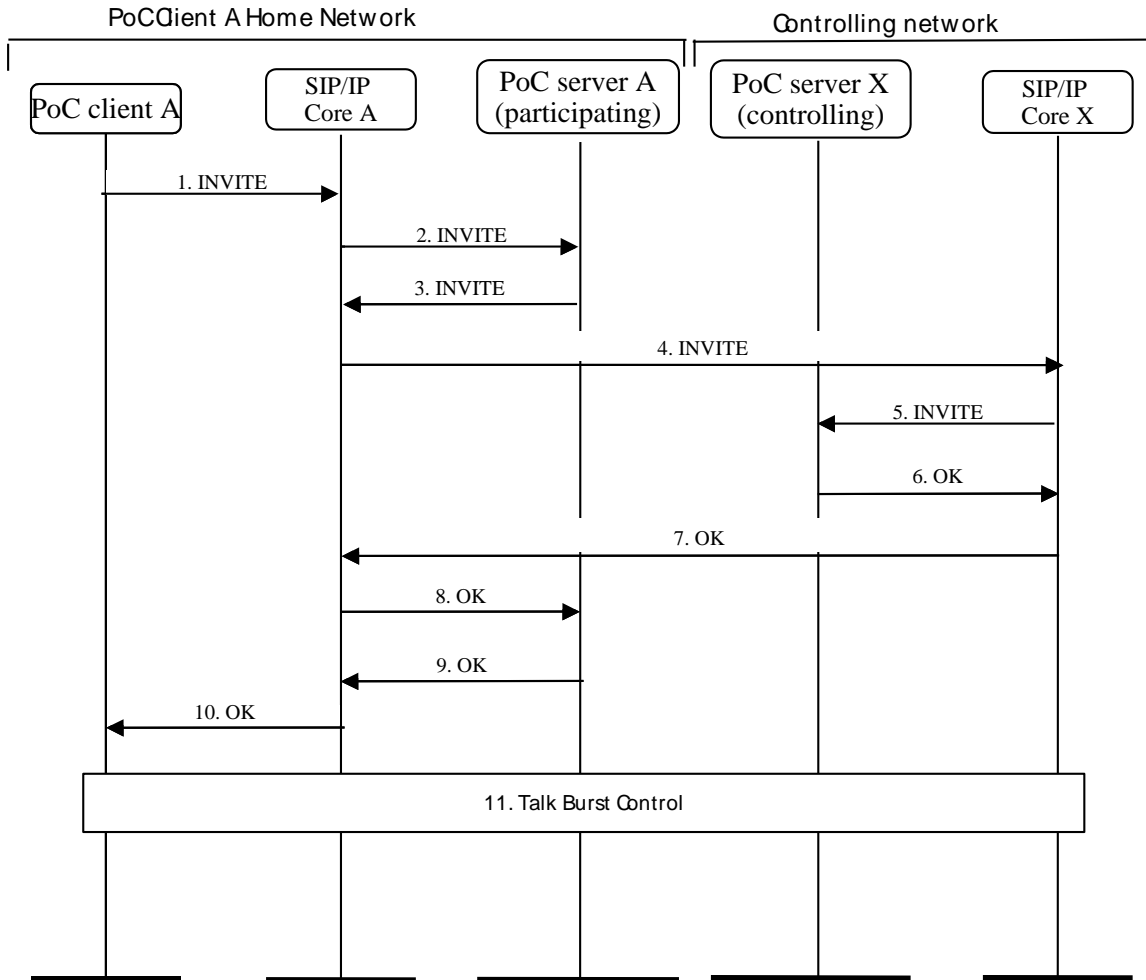 PoCClient A Home Network
Controlling network
PoC client A
SIP/IP
Core A
PoC server A
(participating)
PoC server X
(controlling)
SIP/IP
Core X
1. INVITE
2. INVITE
3. INVITE
4. INVITE
5. INVITE
6. OK
7. OK
8. OK
9. OK
10. OK
11. Talk Burst Control